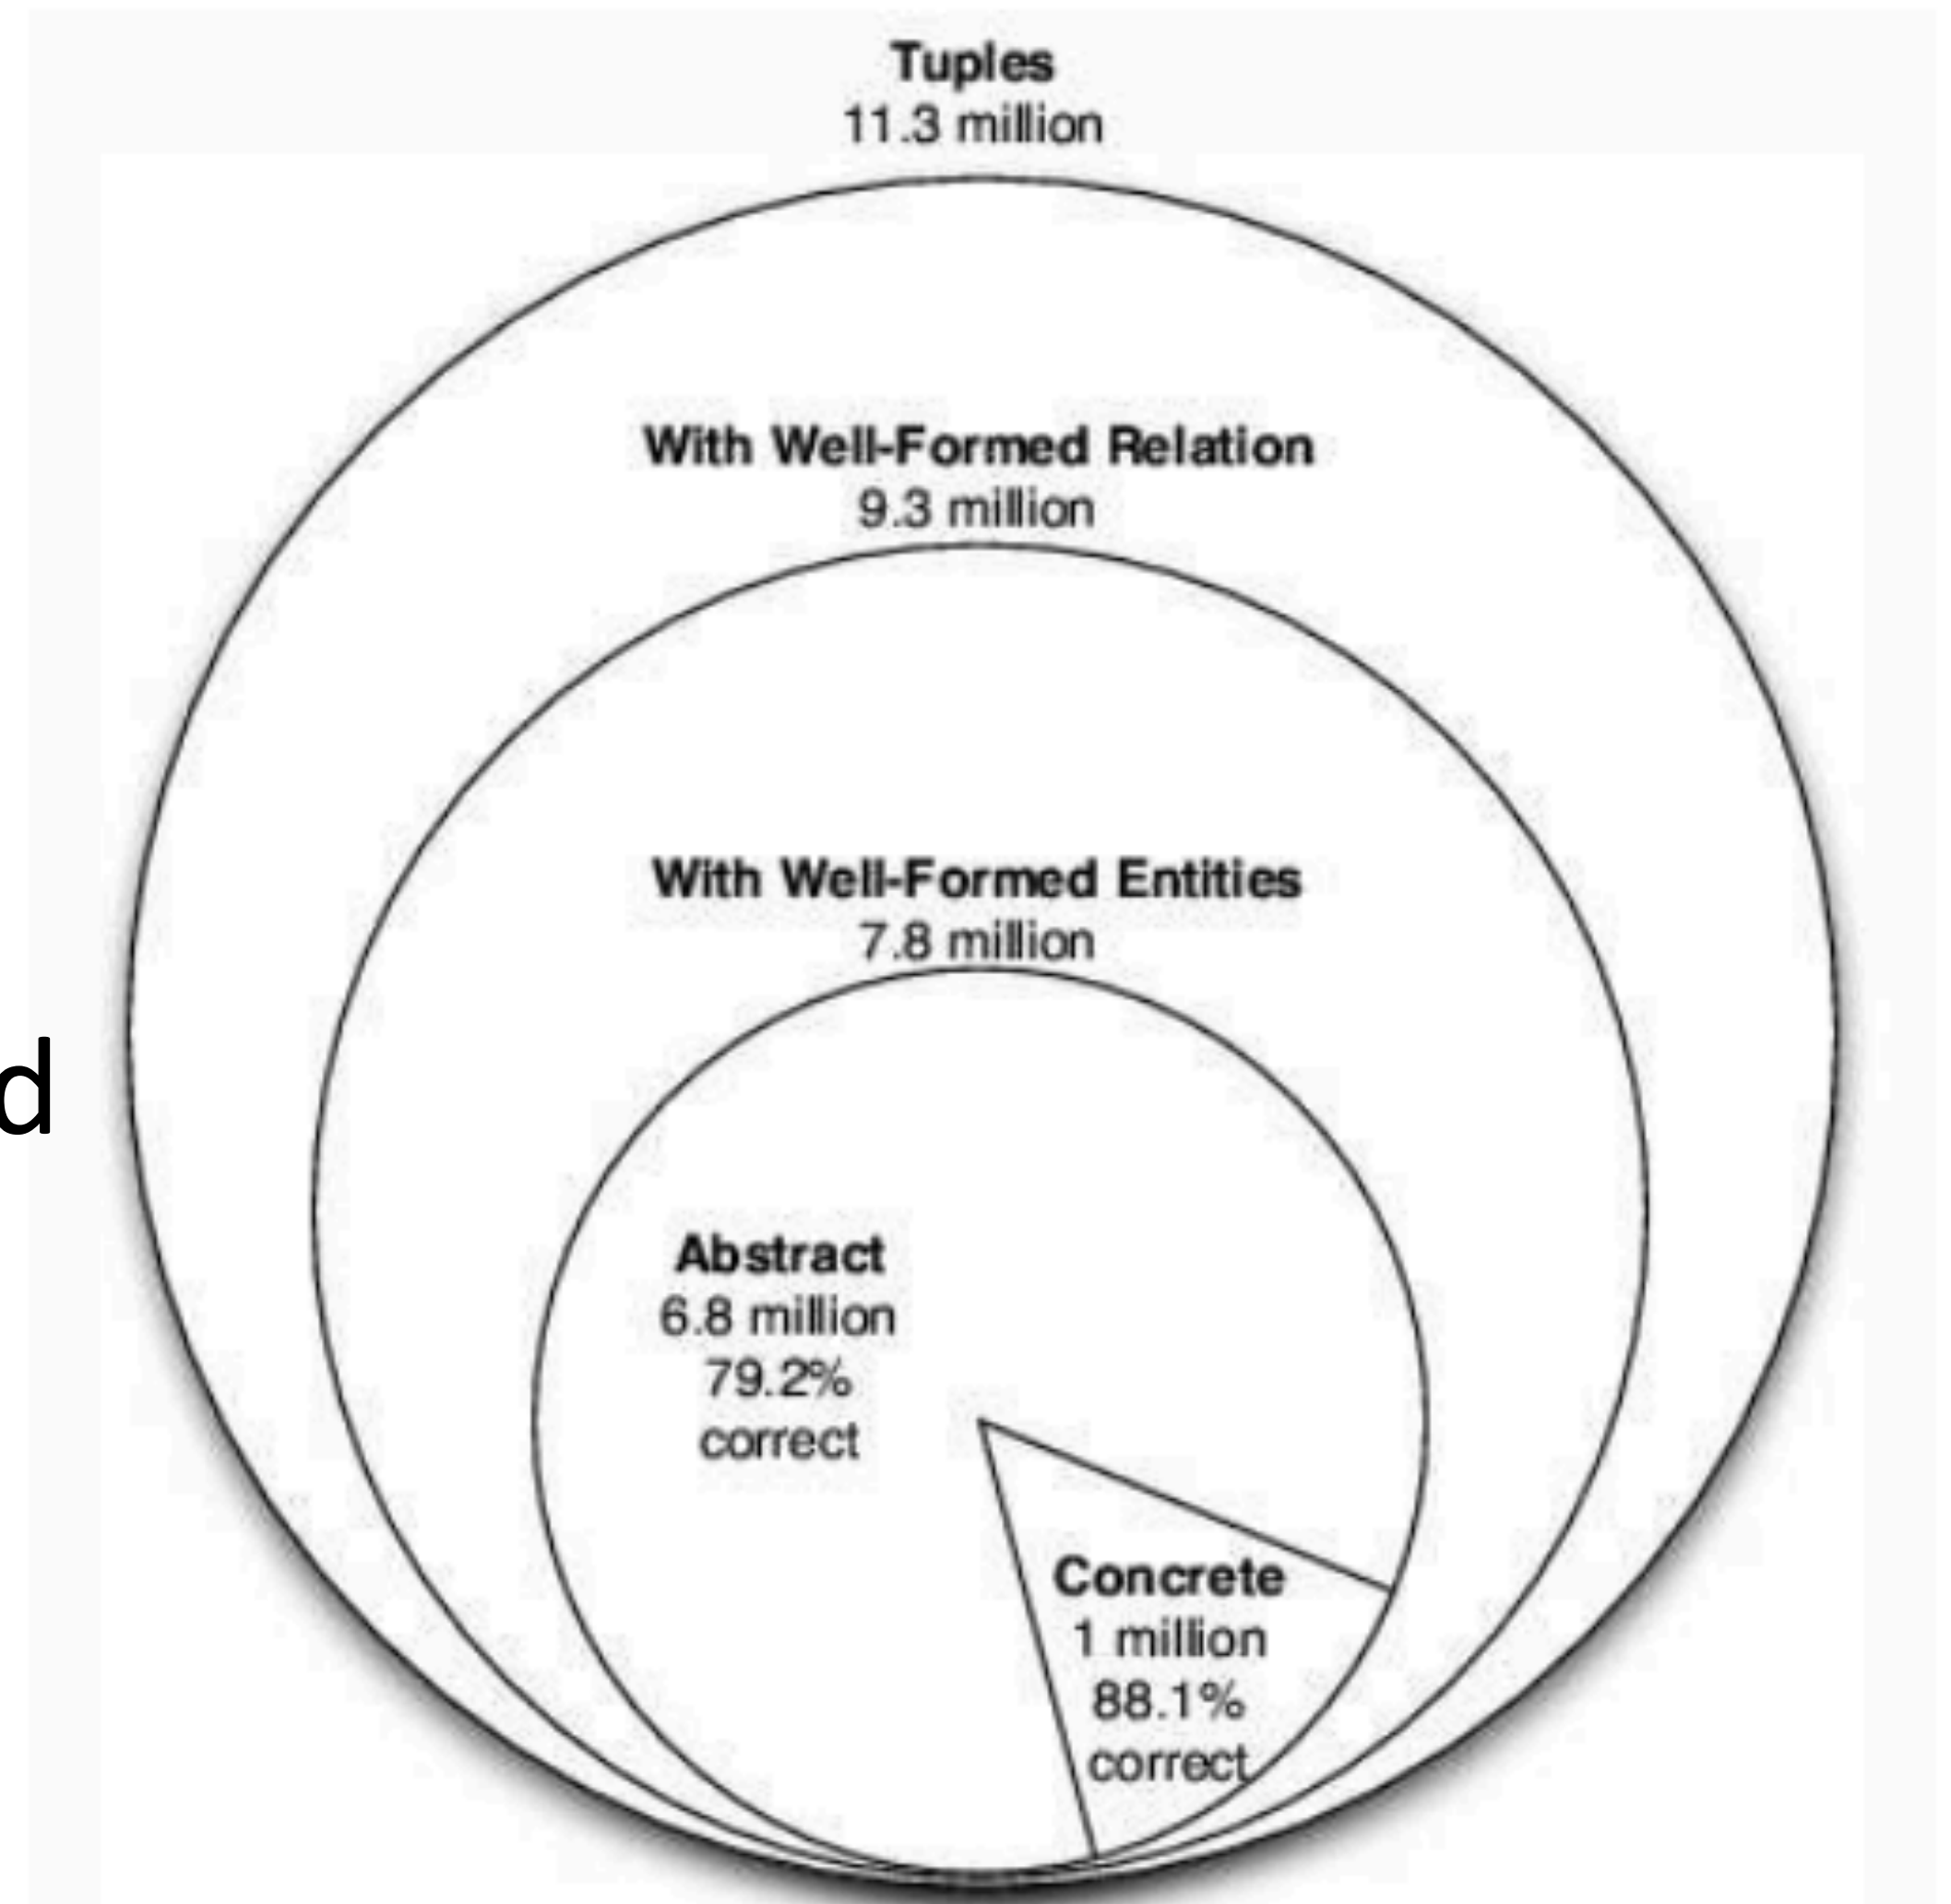 Tuples
11.3 million
With Well-Formed Relation
9.3 million
With Well-Formed Entities
7.8 million
d
Abstract
6.8 million
79.2%
correct
Concrete
1 million
88.1%
correct